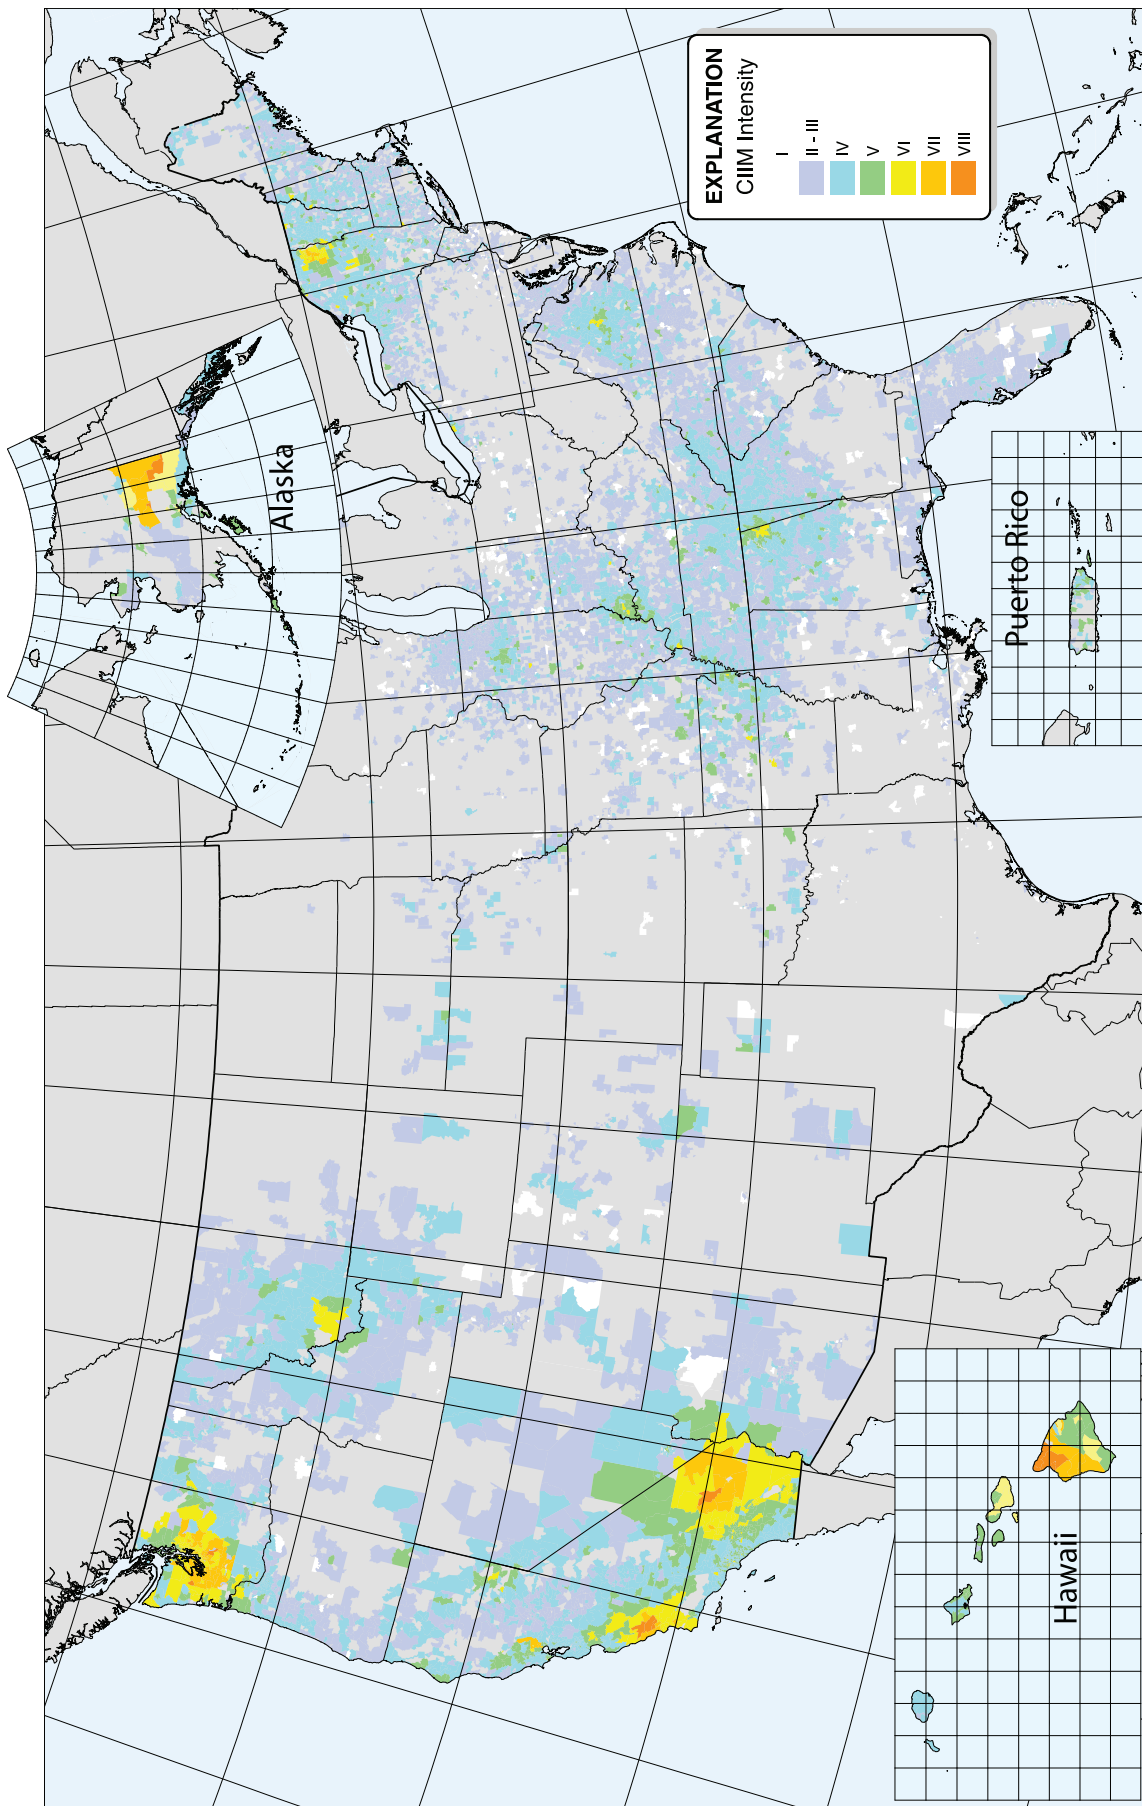 Alaska
EXPLANATION
CIIM Intensity
I
II - III
IV
V
VI
VII
VIII
Puerto Rico
Hawaii